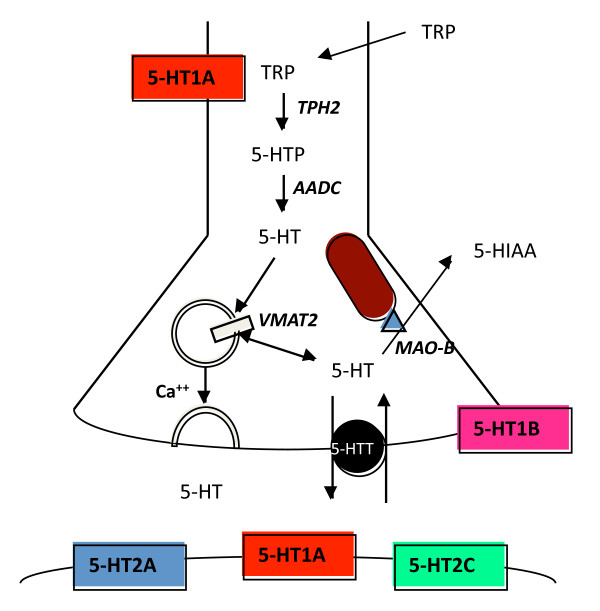 TRP
5-HT1A
TRP
TPH2
5-HTP
AADC
5-HT
5-HIAA
VMAT2
MAO-B
5-HT
Ca++
5-HT1B
5-HTT
5-HT
5-HT2A
5-HT1A
5-HT2C